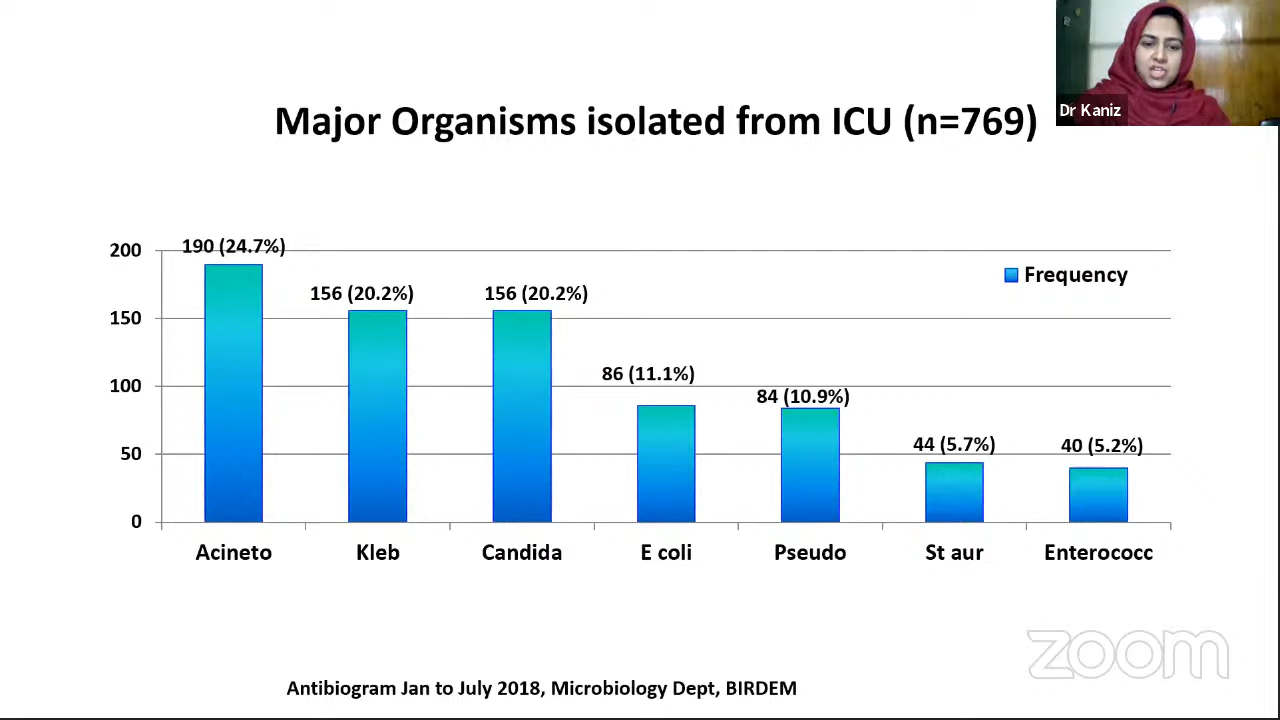 Dr Kaniz
Major Organisms isolated from ICU (n=769)
200
150
100
50
0
190 (24.7%)
156 (20.2%)
156 (20.2%)
86 (11.1%)
84 (10.9%)
44 (5.7%)
40 (5.2%)
Frequency
Acineto
Kleb
Candida
E coli
Pseudo
St aur
Enterococc
zoom
Antibiogram Jan to July 2018, Microbiology Dept, BIRDEM